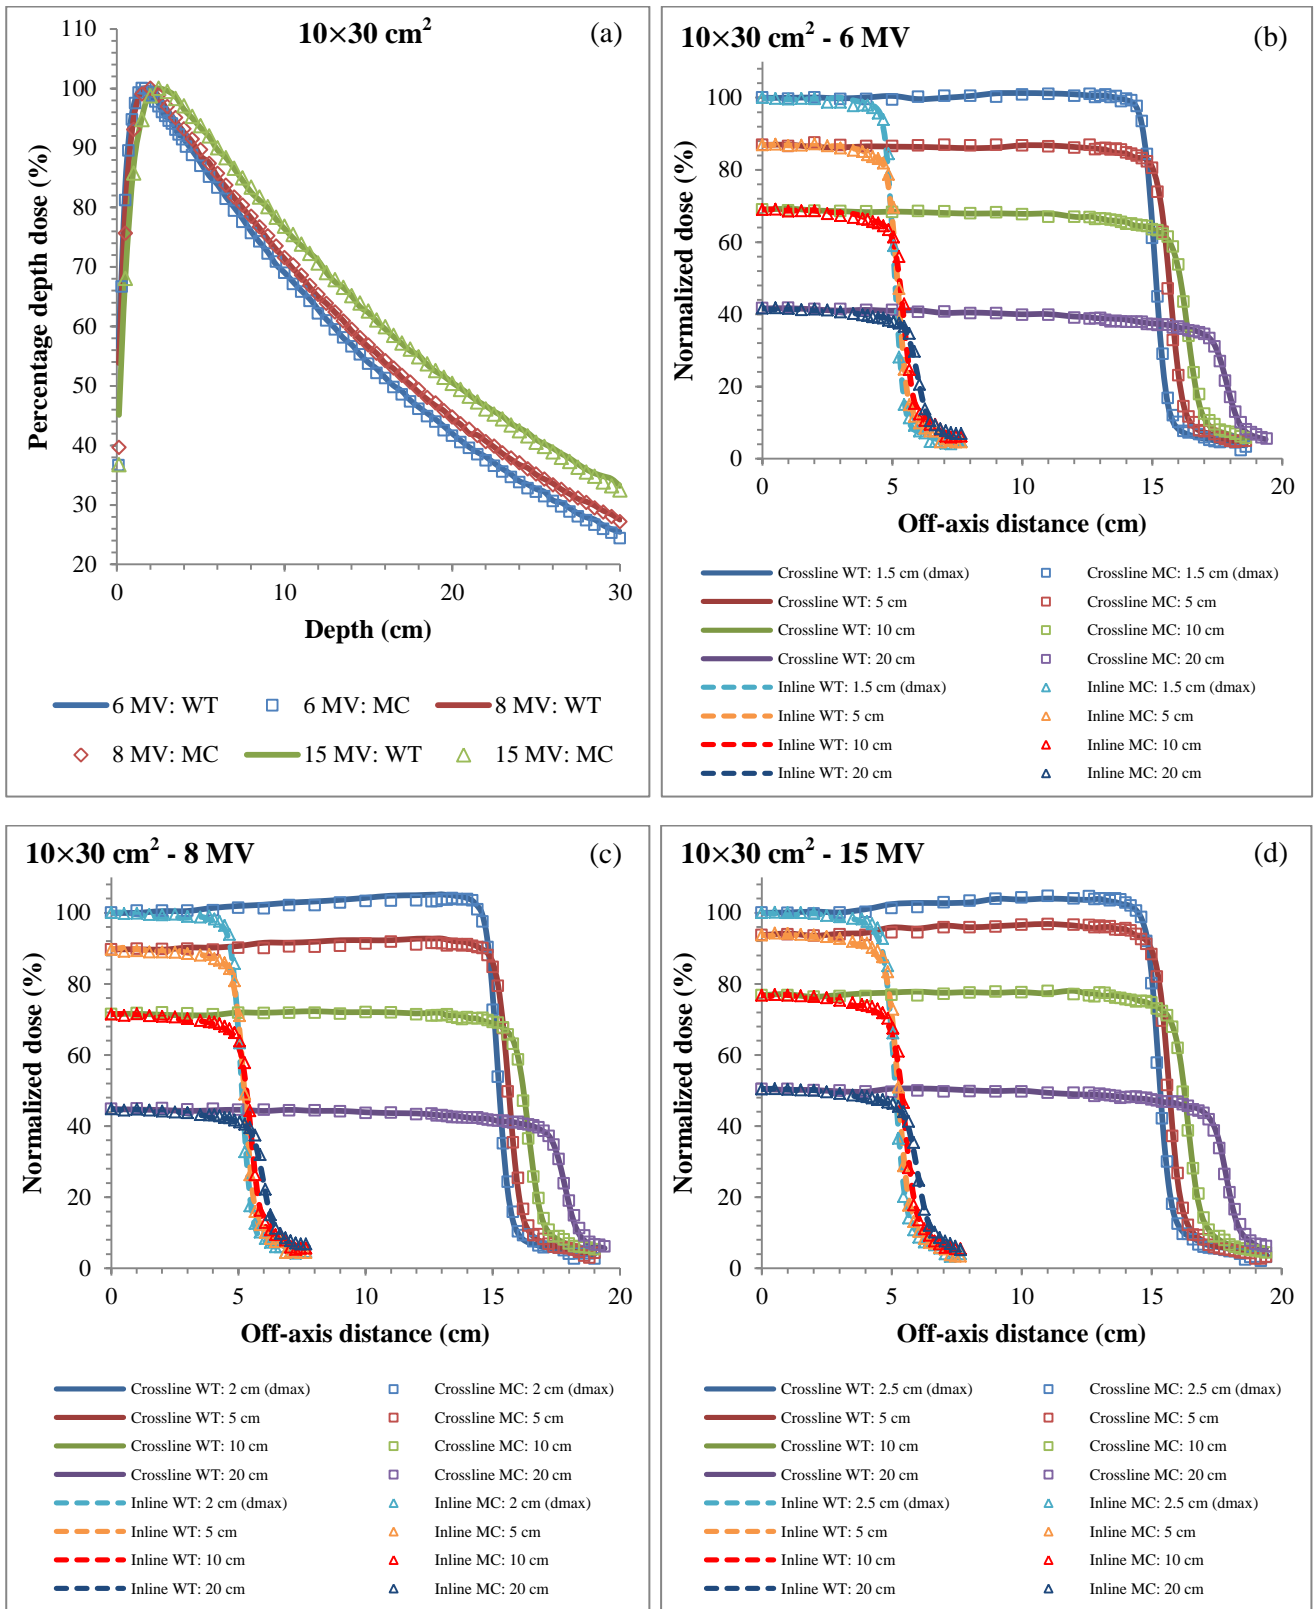 10×30 cm²
(a)
110
100
90
80
70
60
50
40
30
20
0
10
20
30
Percentage depth dose (%)
Depth (cm)
6 MV: WT
6 MV: MC
8 MV: WT
8 MV: MC
15 MV: WT
15 MV: MC
10×30 cm² - 6 MV
(b)
100
80
60
40
20
0
0
5
10
15
20
Normalized dose (%)
Off-axis distance (cm)
Crossline WT: 1.5 cm (dmax)
Crossline MC: 1.5 cm (dmax)
Crossline WT: 5 cm
Crossline MC: 5 cm
Crossline WT: 10 cm
Crossline MC: 10 cm
Crossline WT: 20 cm
Crossline MC: 20 cm
Inline WT: 1.5 cm (dmax)
Inline MC: 1.5 cm (dmax)
Inline WT: 5 cm
Inline MC: 5 cm
Inline WT: 10 cm
Inline MC: 10 cm
Inline WT: 20 cm
Inline MC: 20 cm
10×30 cm² - 8 MV
(c)
100
80
60
40
20
0
0
5
10
15
20
Normalized dose (%)
Off-axis distance (cm)
Crossline WT: 2 cm (dmax)
Crossline MC: 2 cm (dmax)
Crossline WT: 5 cm
Crossline MC: 5 cm
Crossline WT: 10 cm
Crossline MC: 10 cm
Crossline WT: 20 cm
Crossline MC: 20 cm
Inline WT: 2 cm (dmax)
Inline MC: 2 cm (dmax)
Inline WT: 5 cm
Inline MC: 5 cm
Inline WT: 10 cm
Inline MC: 10 cm
Inline WT: 20 cm
Inline MC: 20 cm
10×30 cm² - 15 MV
(d)
100
80
60
40
20
0
0
5
10
15
20
Normalized dose (%)
Off-axis distance (cm)
Crossline WT: 2.5 cm (dmax)
Crossline MC: 2.5 cm (dmax)
Crossline WT: 5 cm
Crossline MC: 5 cm
Crossline WT: 10 cm
Crossline MC: 10 cm
Crossline WT: 20 cm
Crossline MC: 20 cm
Inline WT: 2.5 cm (dmax)
Inline MC: 2.5 cm (dmax)
Inline WT: 5 cm
Inline MC: 5 cm
Inline WT: 10 cm
Inline MC: 10 cm
Inline WT: 20 cm
Inline MC: 20 cm